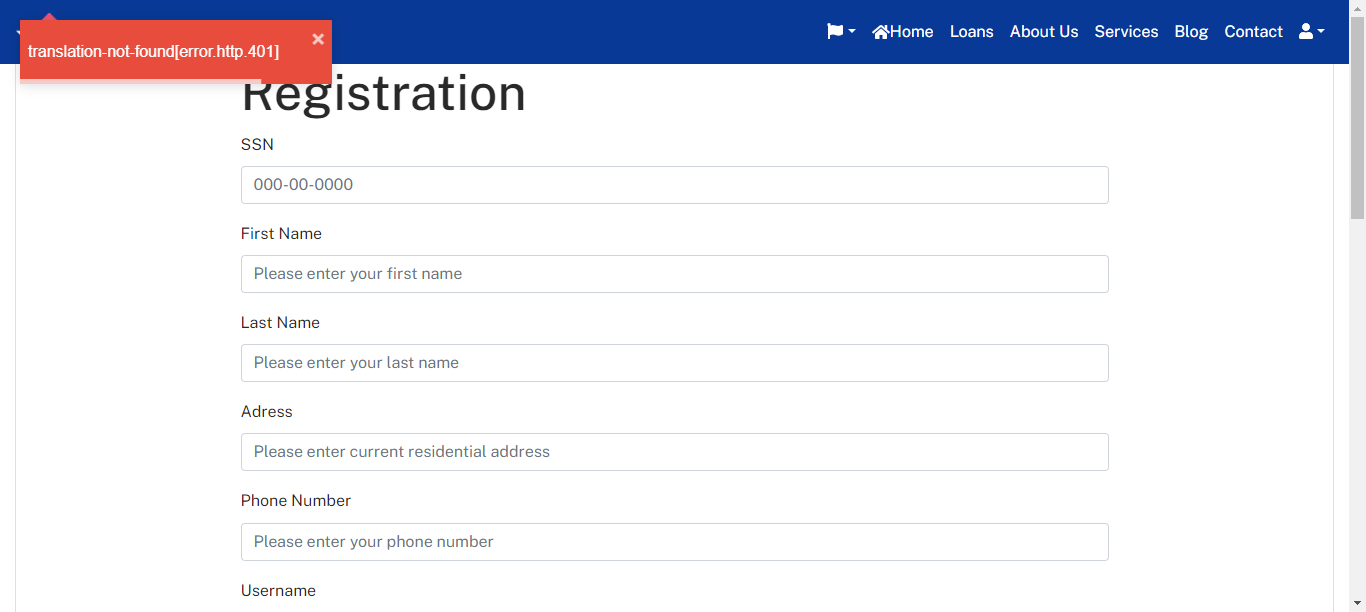 translation-not-found[error.http.401]
×
Home Loans About Us Services Blog Contact
Registration
SSN
000-00-0000
First Name
Please enter your first name
Last Name
Please enter your last name
Adress
Please enter current residential address
Phone Number
Please enter your phone number
Username